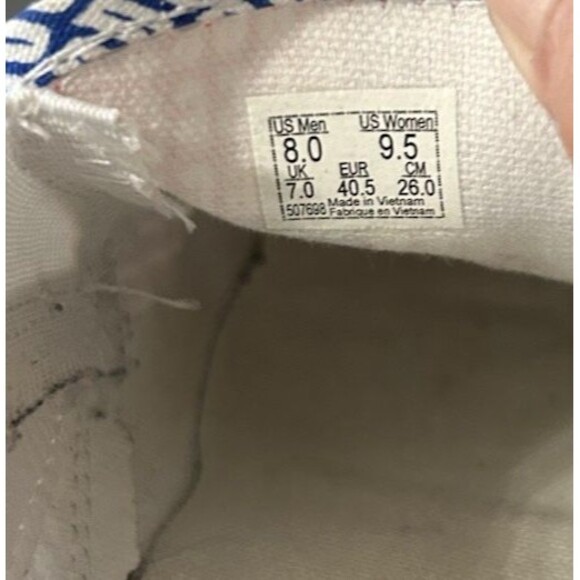 US Men US Women
8.0 9.5
UK EUR CM
7.0 40.5 26.0
507698 Made in Vietnam
Fabrique en Vietnam